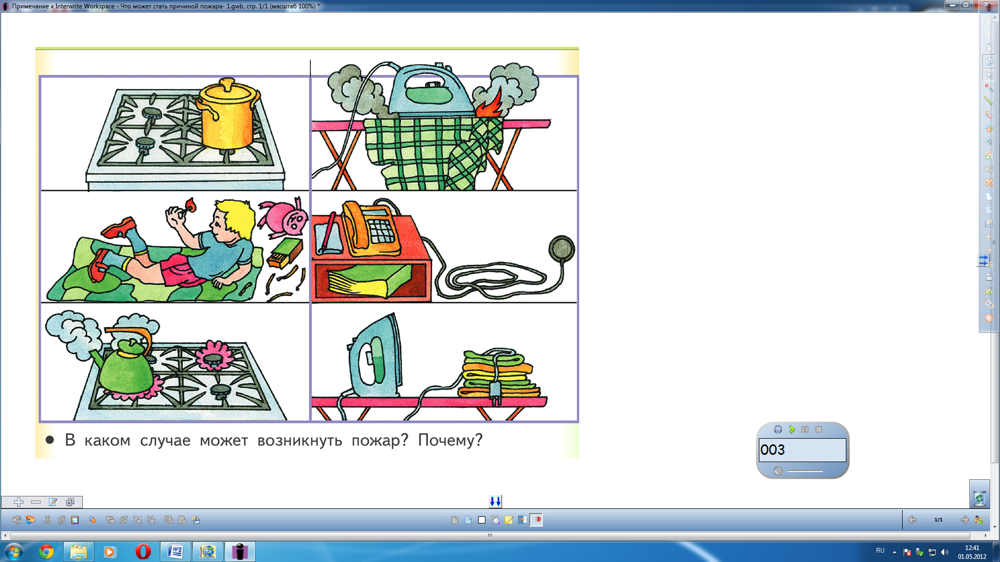 Примечание к Interwrite Workspace - Что может стать причиной пожара- 1.gwb, стр. 1/1 (масштаб 100%) *
• В каком случае может возникнуть пожар? Почему?
003
1/1
RU
12:41
01.05.2012